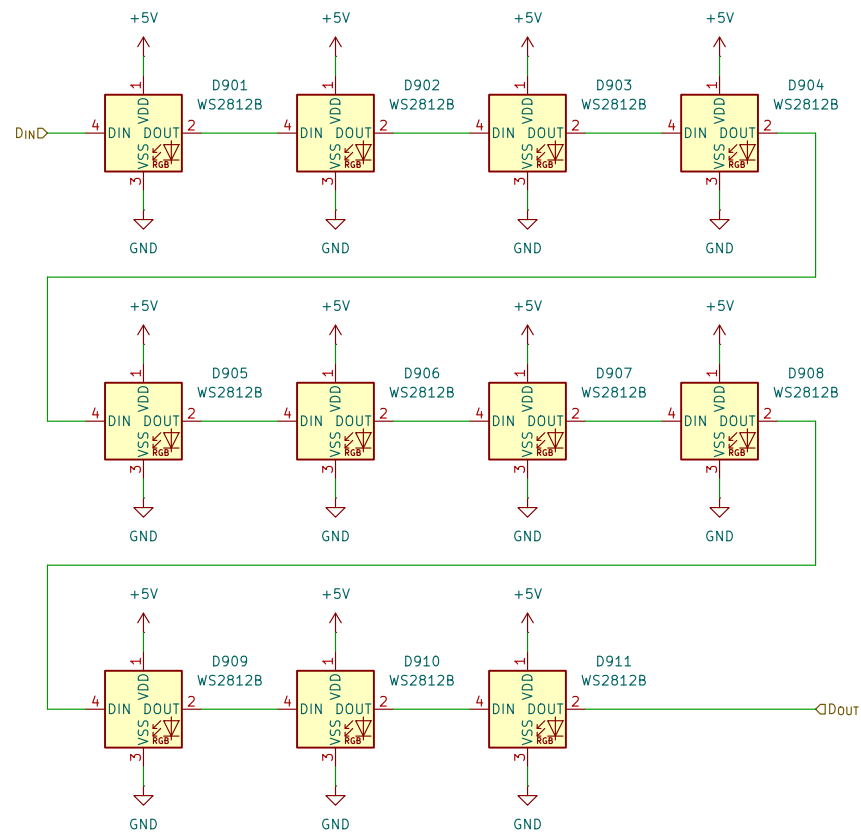 +5V +5V +5V +5V
D901 D902 D903 D904
WS2812B WS2812B WS2812B WS2812B
1 1 1 1
VDD VDD VDD VDD
DIN 4 DIN DOUT 2 4 DIN DOUT 2 4 DIN DOUT 2 4 DIN DOUT 2
VSS VSS VSS VSS
RGB RGB RGB RGB
3 3 3 3
GND GND GND GND
+5V +5V +5V +5V
D905 D906 D907 D908
WS2812B WS2812B WS2812B WS2812B
1 1 1 1
VDD VDD VDD VDD
4 DIN DOUT 2 4 DIN DOUT 2 4 DIN DOUT 2 4 DIN DOUT 2
VSS VSS VSS VSS
RGB RGB RGB RGB
3 3 3 3
GND GND GND GND
+5V +5V +5V
D909 D910 D911
WS2812B WS2812B WS2812B
1 1 1
VDD VDD VDD
4 DIN DOUT 2 4 DIN DOUT 2 4 DIN DOUT 2 DOUT
VSS VSS VSS
RGB RGB RGB
3 3 3
GND GND GND